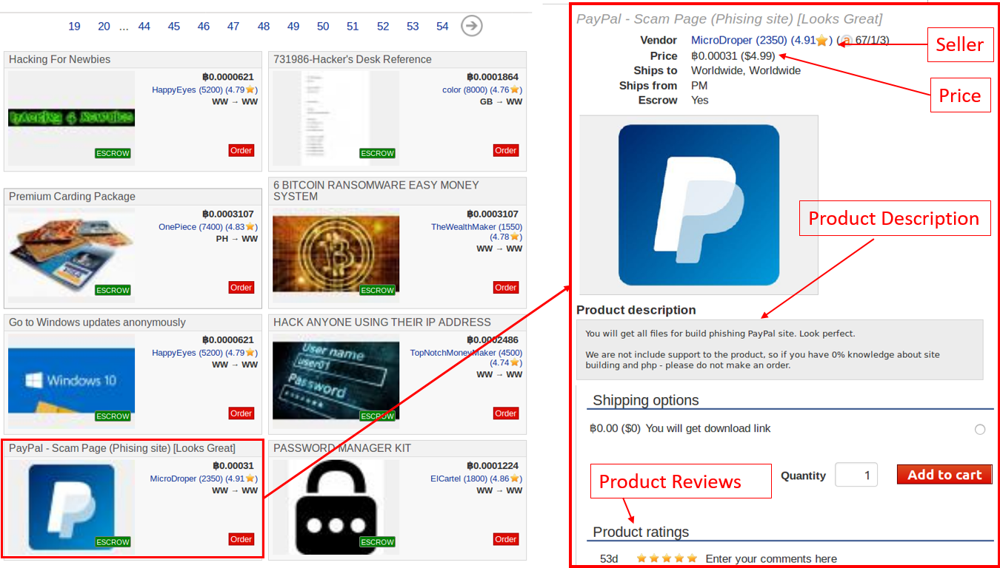 19 20 ... 44 45 46 47 48 49 50 51 52 53 54
Hacking For Newbies
฿0.0000621
HappyEyes (5200) (4.79)
WW → WW
ESCROW
Order
731986-Hacker's Desk Reference
฿0.0001864
color (8000) (4.76)
GB → WW
ESCROW
Order
Premium Carding Package
฿0.0003107
OnePiece (7400) (4.83)
PH → WW
VISA
ESCROW
Order
6 BITCOIN RANSOMWARE EASY MONEY
SYSTEM
฿0.0003107
TheWealthMaker (1550)
(4.78)
WW → WW
ESCROW
Order
Go to Windows updates anonymously
฿0.0000621
HappyEyes (5200) (4.79)
WW → WW
Windows 10
ESCROW
Order
HACK ANYONE USING THEIR IP ADDRESS
฿0.0002486
TopNotchMoneyMaker (4500)
(4.74)
WW → WW
User name
user01
Password
*******
ESCROW
Order
PayPal - Scam Page (Phising site) [Looks Great]
฿0.00031
MicroDroper (2350) (4.91)
WW → WW
ESCROW
Order
PASSWORD MANAGER KIT
฿0.0001224
ElCartel (1800) (4.86)
WW → WW
ESCROW
Order
PayPal - Scam Page (Phising site) [Looks Great]
Vendor MicroDroper (2350) (4.91) (a 67/1/3)
Seller
Price ฿0.00031 ($4.99)
Ships to Worldwide, Worldwide
Ships from PM
Price
Escrow Yes
Product Description
Product description
You will get all files for build phishing PayPal site. Look perfect.
We are not include support to the product, so if you have 0% knowledge about site
building and php - please do not make an order.
Shipping options
฿0.00 ($0) You will get download link
Quantity 1 Add to cart
Product Reviews
Product ratings
53d Enter your comments here